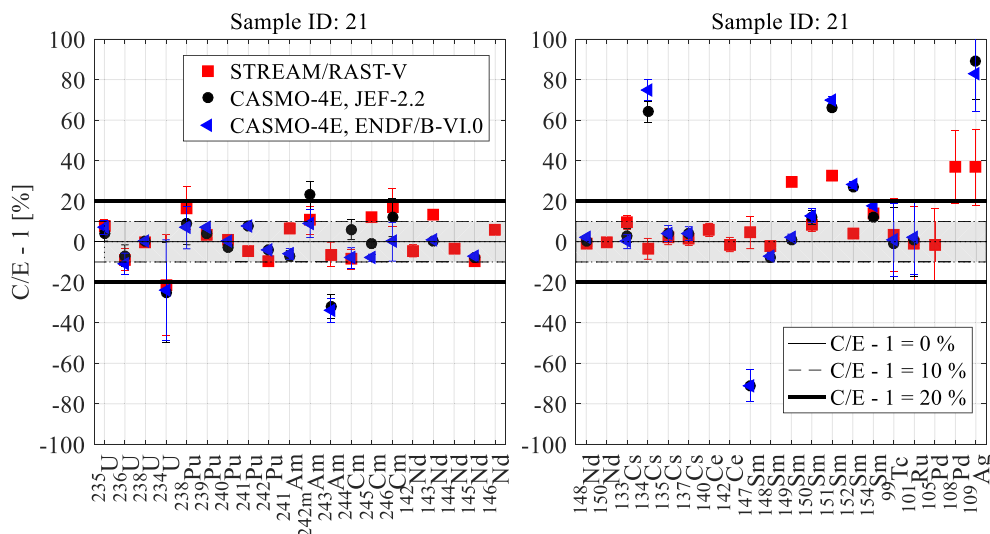 Sample ID: 21
C/E - 1 [%]
100
80
60
40
20
0
-20
-40
-60
-80
-100
STREAM/RAST-V
CASMO-4E, JEF-2.2
CASMO-4E, ENDF/B-VI.0
235U
236U
238U
234U
238Pu
239Pu
240Pu
241Pu
242Pu
241Am
242mAm
243Am
244Cm
245Cm
246Cm
142Nd
143Nd
144Nd
145Nd
146Nd
Sample ID: 21
100
80
60
40
20
0
-20
-40
-60
-80
-100
C/E - 1 = 0 %
C/E - 1 = 10 %
C/E - 1 = 20 %
148Nd
150Nd
133Cs
134Cs
135Cs
137Cs
140Ce
142Ce
147Sm
148Sm
149Sm
150Sm
151Sm
152Sm
154Sm
99Tc
101Ru
105Pd
108Pd
109Ag